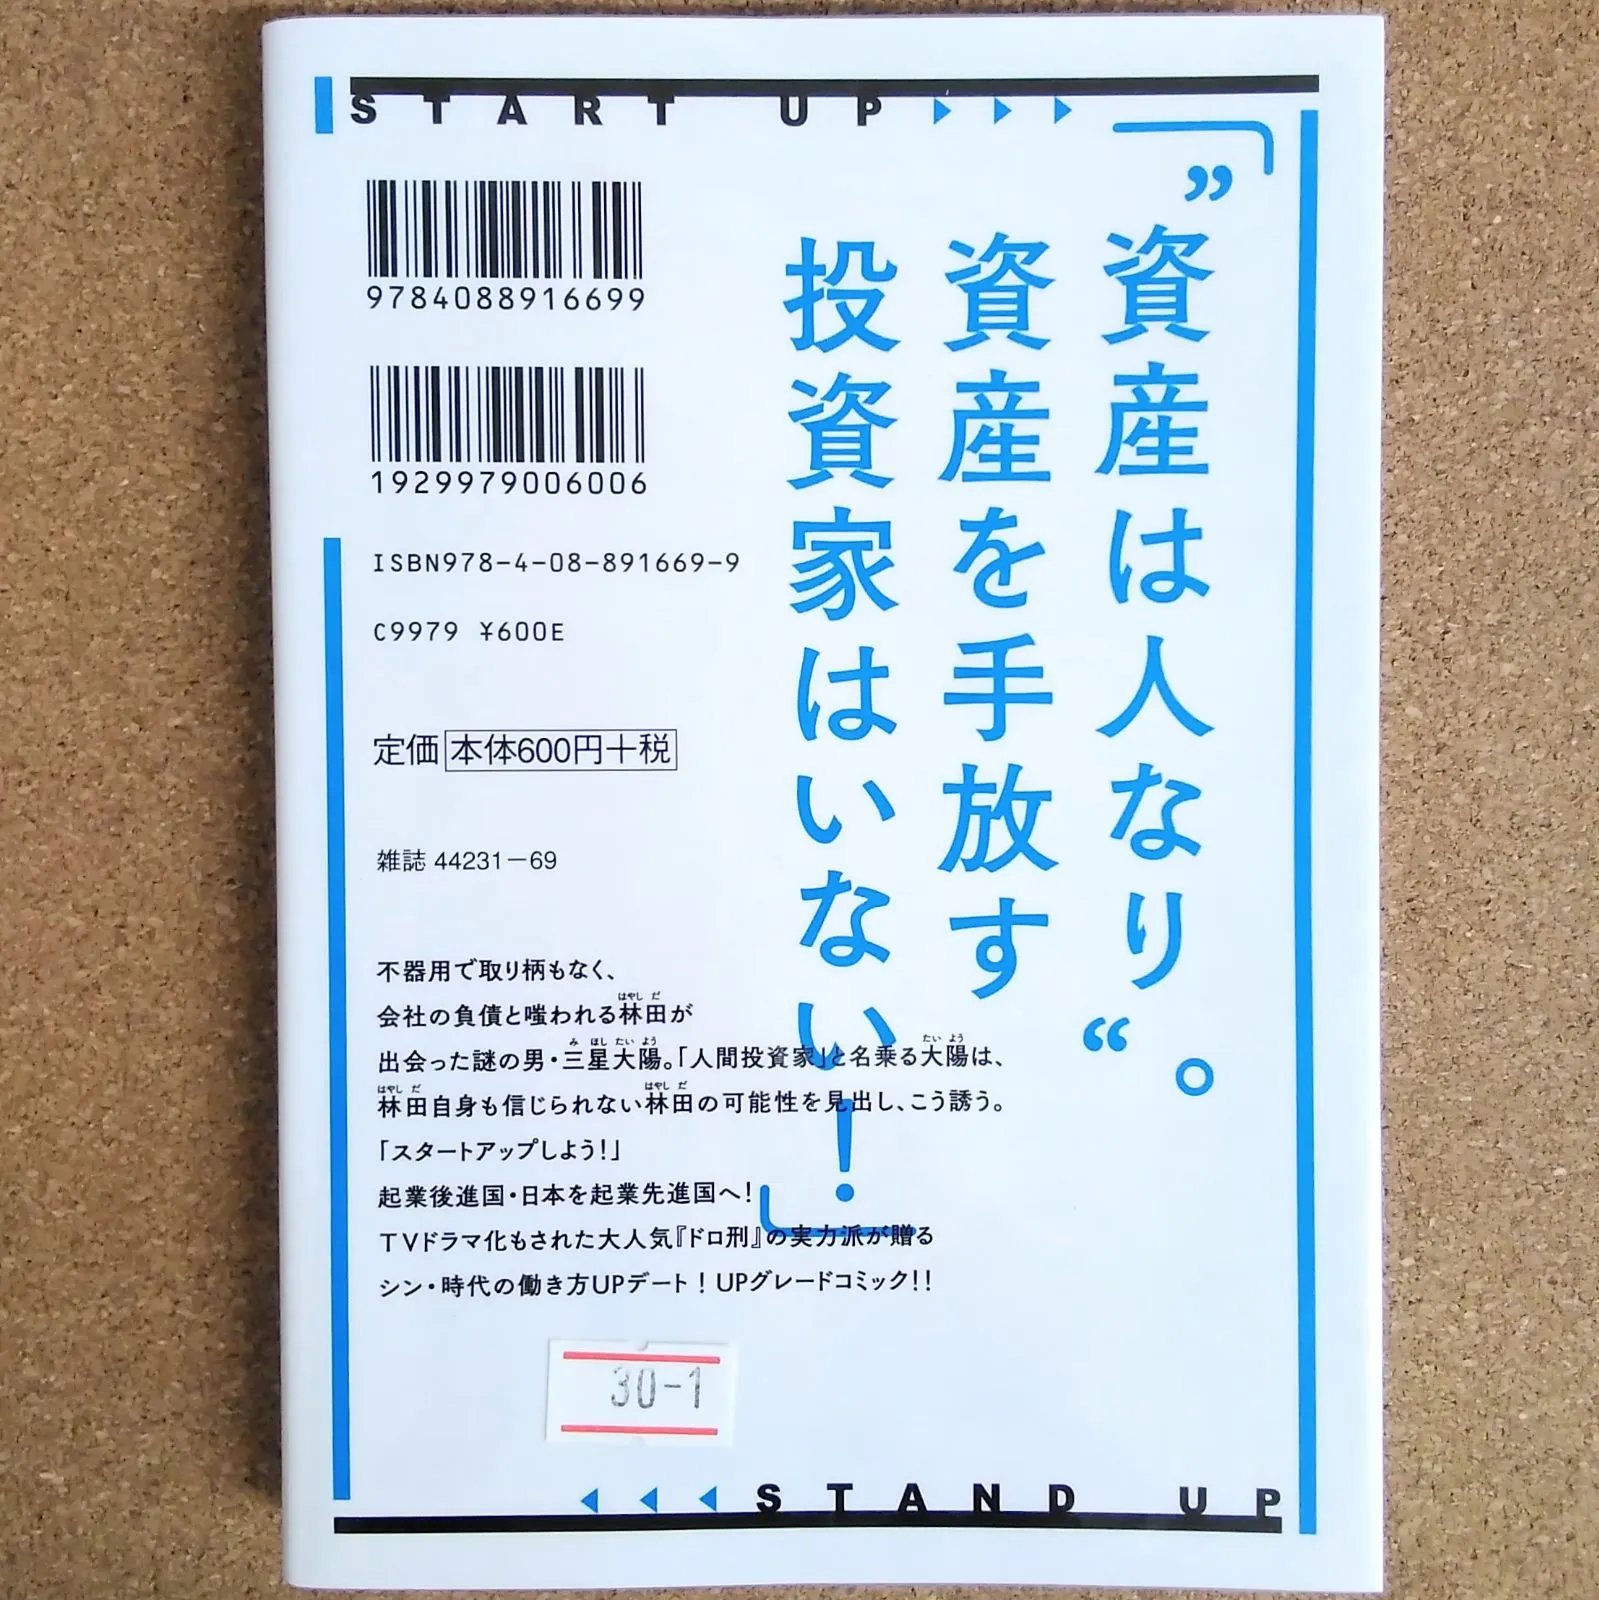 START UP
「”資産は人なり“。
資産を手放す
投資家はいない！」
9784088916699
1929979006006
ISBN978-4-08-891669-9
C9979 ¥600E
定価 本体600円+税
雑誌 44231-69
不器用で取り柄もなく、
会社の負債と嗤われる林田が
出会った謎の男・三星大陽。「人間投資家」と名乗る大陽は、
林田自身も信じられない林田の可能性を見出し、こう誘う。
「スタートアップしよう!」
起業後進国・日本を起業先進国へ!
TVドラマ化もされた大人気『ドロ刑』の実力派が贈る
シン・時代の働き方UPデート！UPグレードコミック!!
30-1
STAND UP